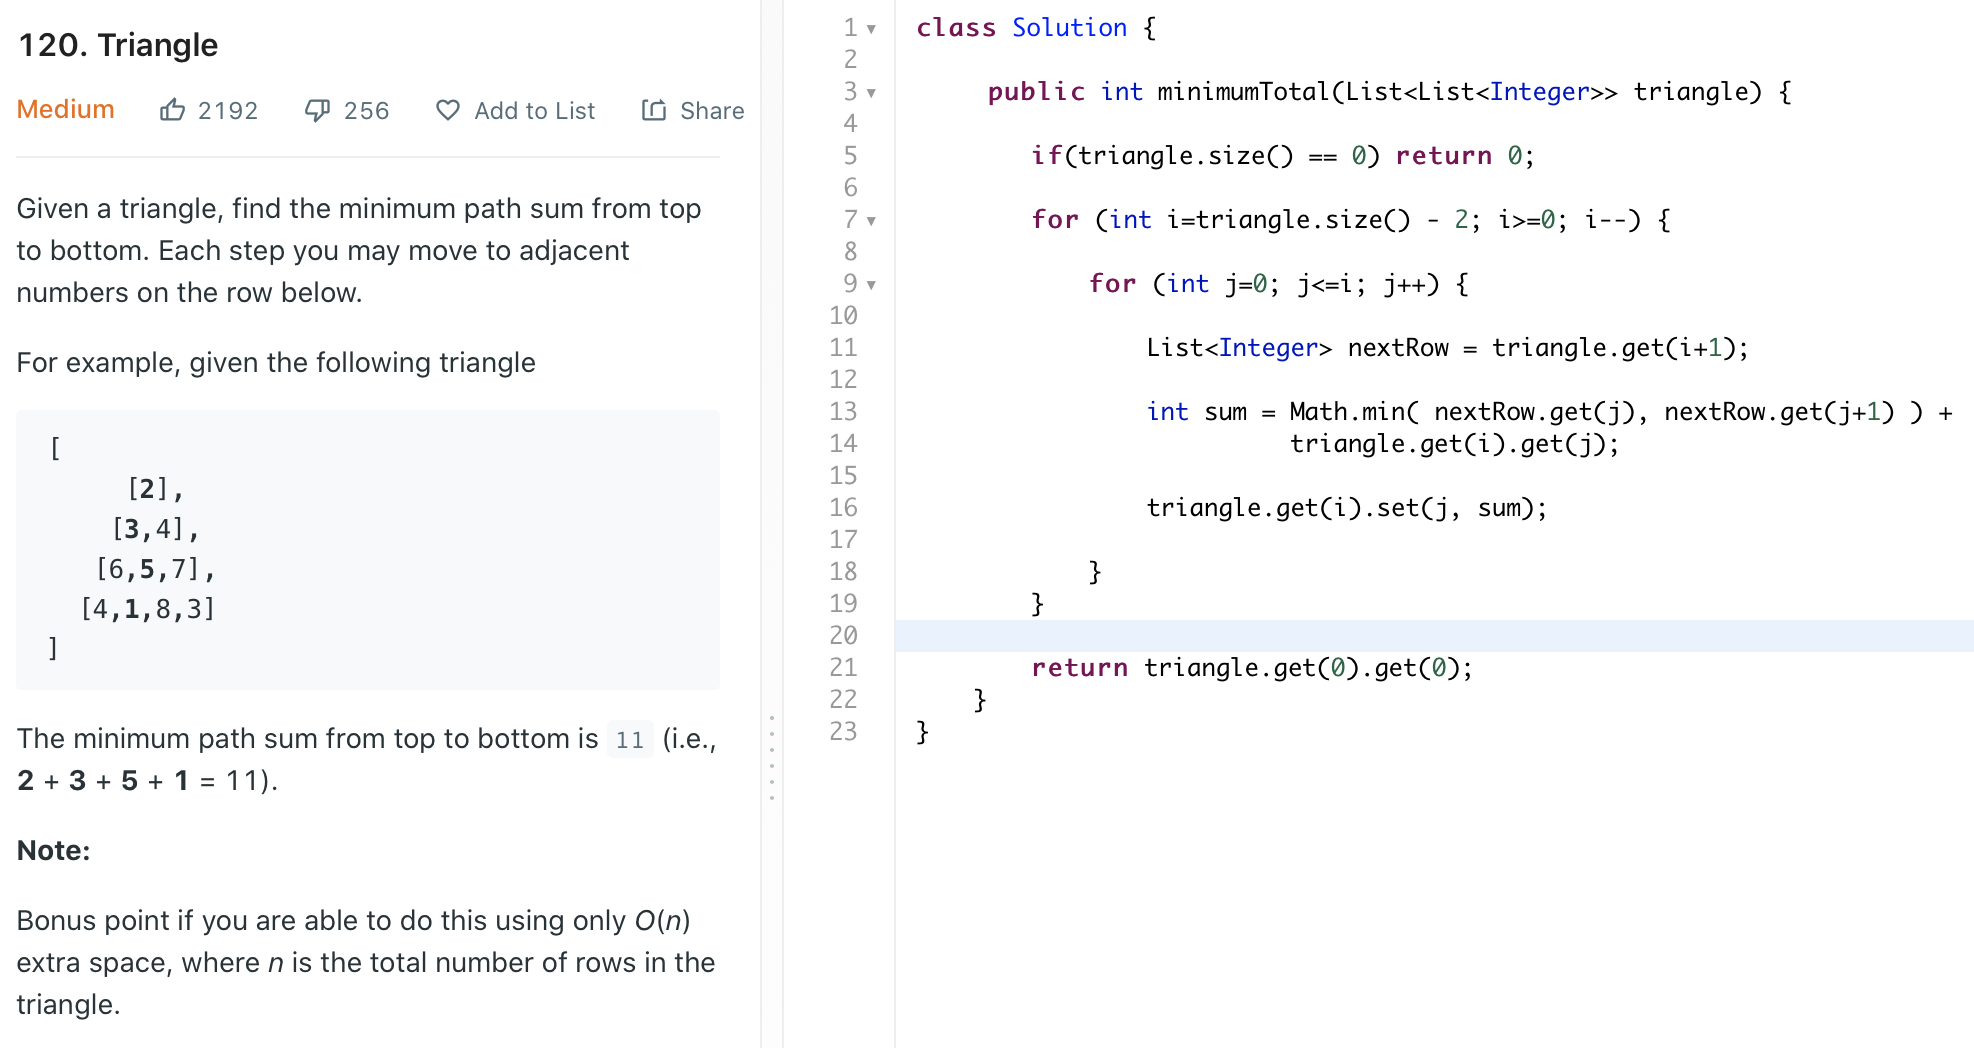 120. Triangle
Medium 2192 256 Add to List Share
Given a triangle, find the minimum path sum from top
to bottom. Each step you may move to adjacent
numbers on the row below.
For example, given the following triangle
[
[2],
[3,4],
[6,5,7],
[4,1,8,3]
]
The minimum path sum from top to bottom is 11 (i.e.,
2 + 3 + 5 + 1 = 11).
Note:
Bonus point if you are able to do this using only O(n)
extra space, where n is the total number of rows in the
triangle.
1 class Solution {
2
3 public int minimumTotal(List<List<Integer>> triangle) {
4
5 if(triangle.size() == 0) return 0;
6
7 for (int i=triangle.size() - 2; i>=0; i--) {
8
9 for (int j=0; j<=i; j++) {
10
11 List<Integer> nextRow = triangle.get(i+1);
12
13 int sum = Math.min( nextRow.get(j), nextRow.get(j+1) ) +
14 triangle.get(i).get(j);
15
16 triangle.get(i).set(j, sum);
17
18 }
19 }
20
21 return triangle.get(0).get(0);
22 }
23 }